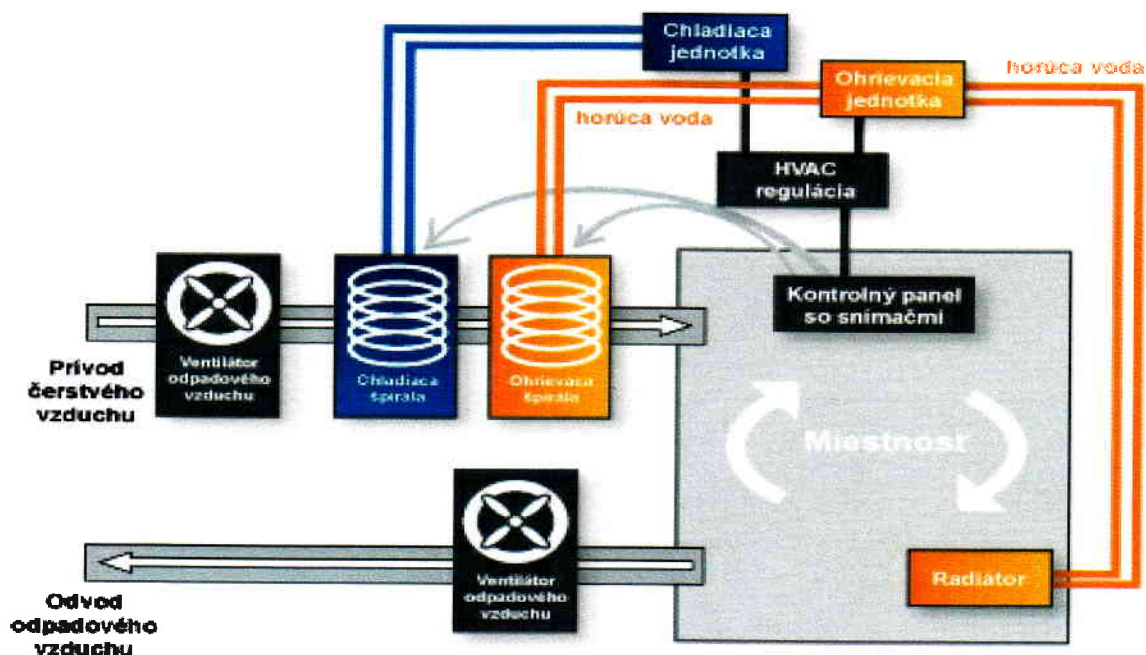 Chladiaca
jednotka
Ohrievacia
jednotka
horúca voda
horúca voda
HVAC
regulácia
Kontrolný panel
so snímačmi
Prívod
čerstvého
vzduchu
Ventilátor
odpadového
vzduchu
Chladiaca
špirála
Ohrievaca
špirála
Miestnosť
Ventilátor
odpadového
vzduchu
Radiátor
Odvod
odpadového
vzduchu